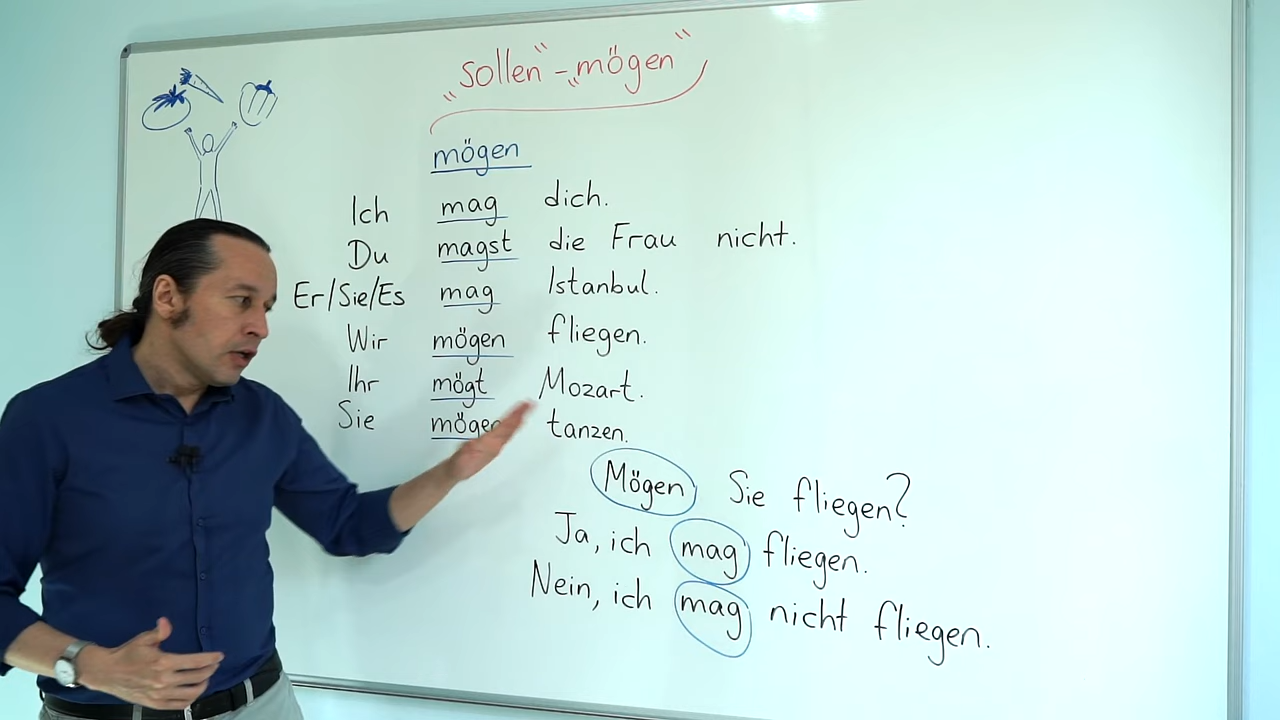 „sollen“ - „mögen“
mögen
Ich mag dich.
Du magst die Frau nicht.
Er/Sie/Es mag Istanbul.
Wir mögen fliegen.
Ihr mögt Mozart.
Sie mögen tanzen.
Mögen Sie fliegen?
Ja, ich mag fliegen.
Nein, ich mag nicht fliegen.